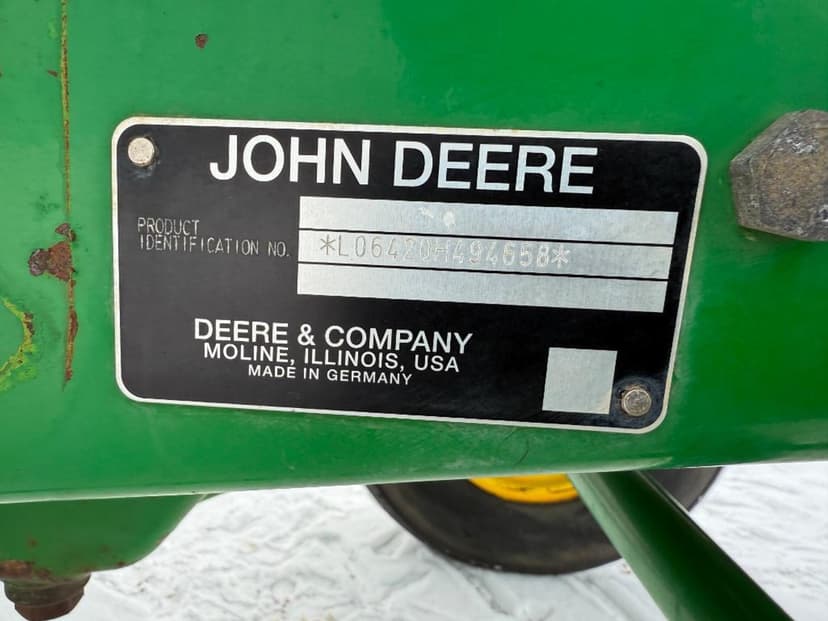 JOHN DEERE
PRODUCT
IDENTIFICATION NO.
*L06420H494658*
DEERE & COMPANY
MOLINE, ILLINOIS, USA
MADE IN GERMANY